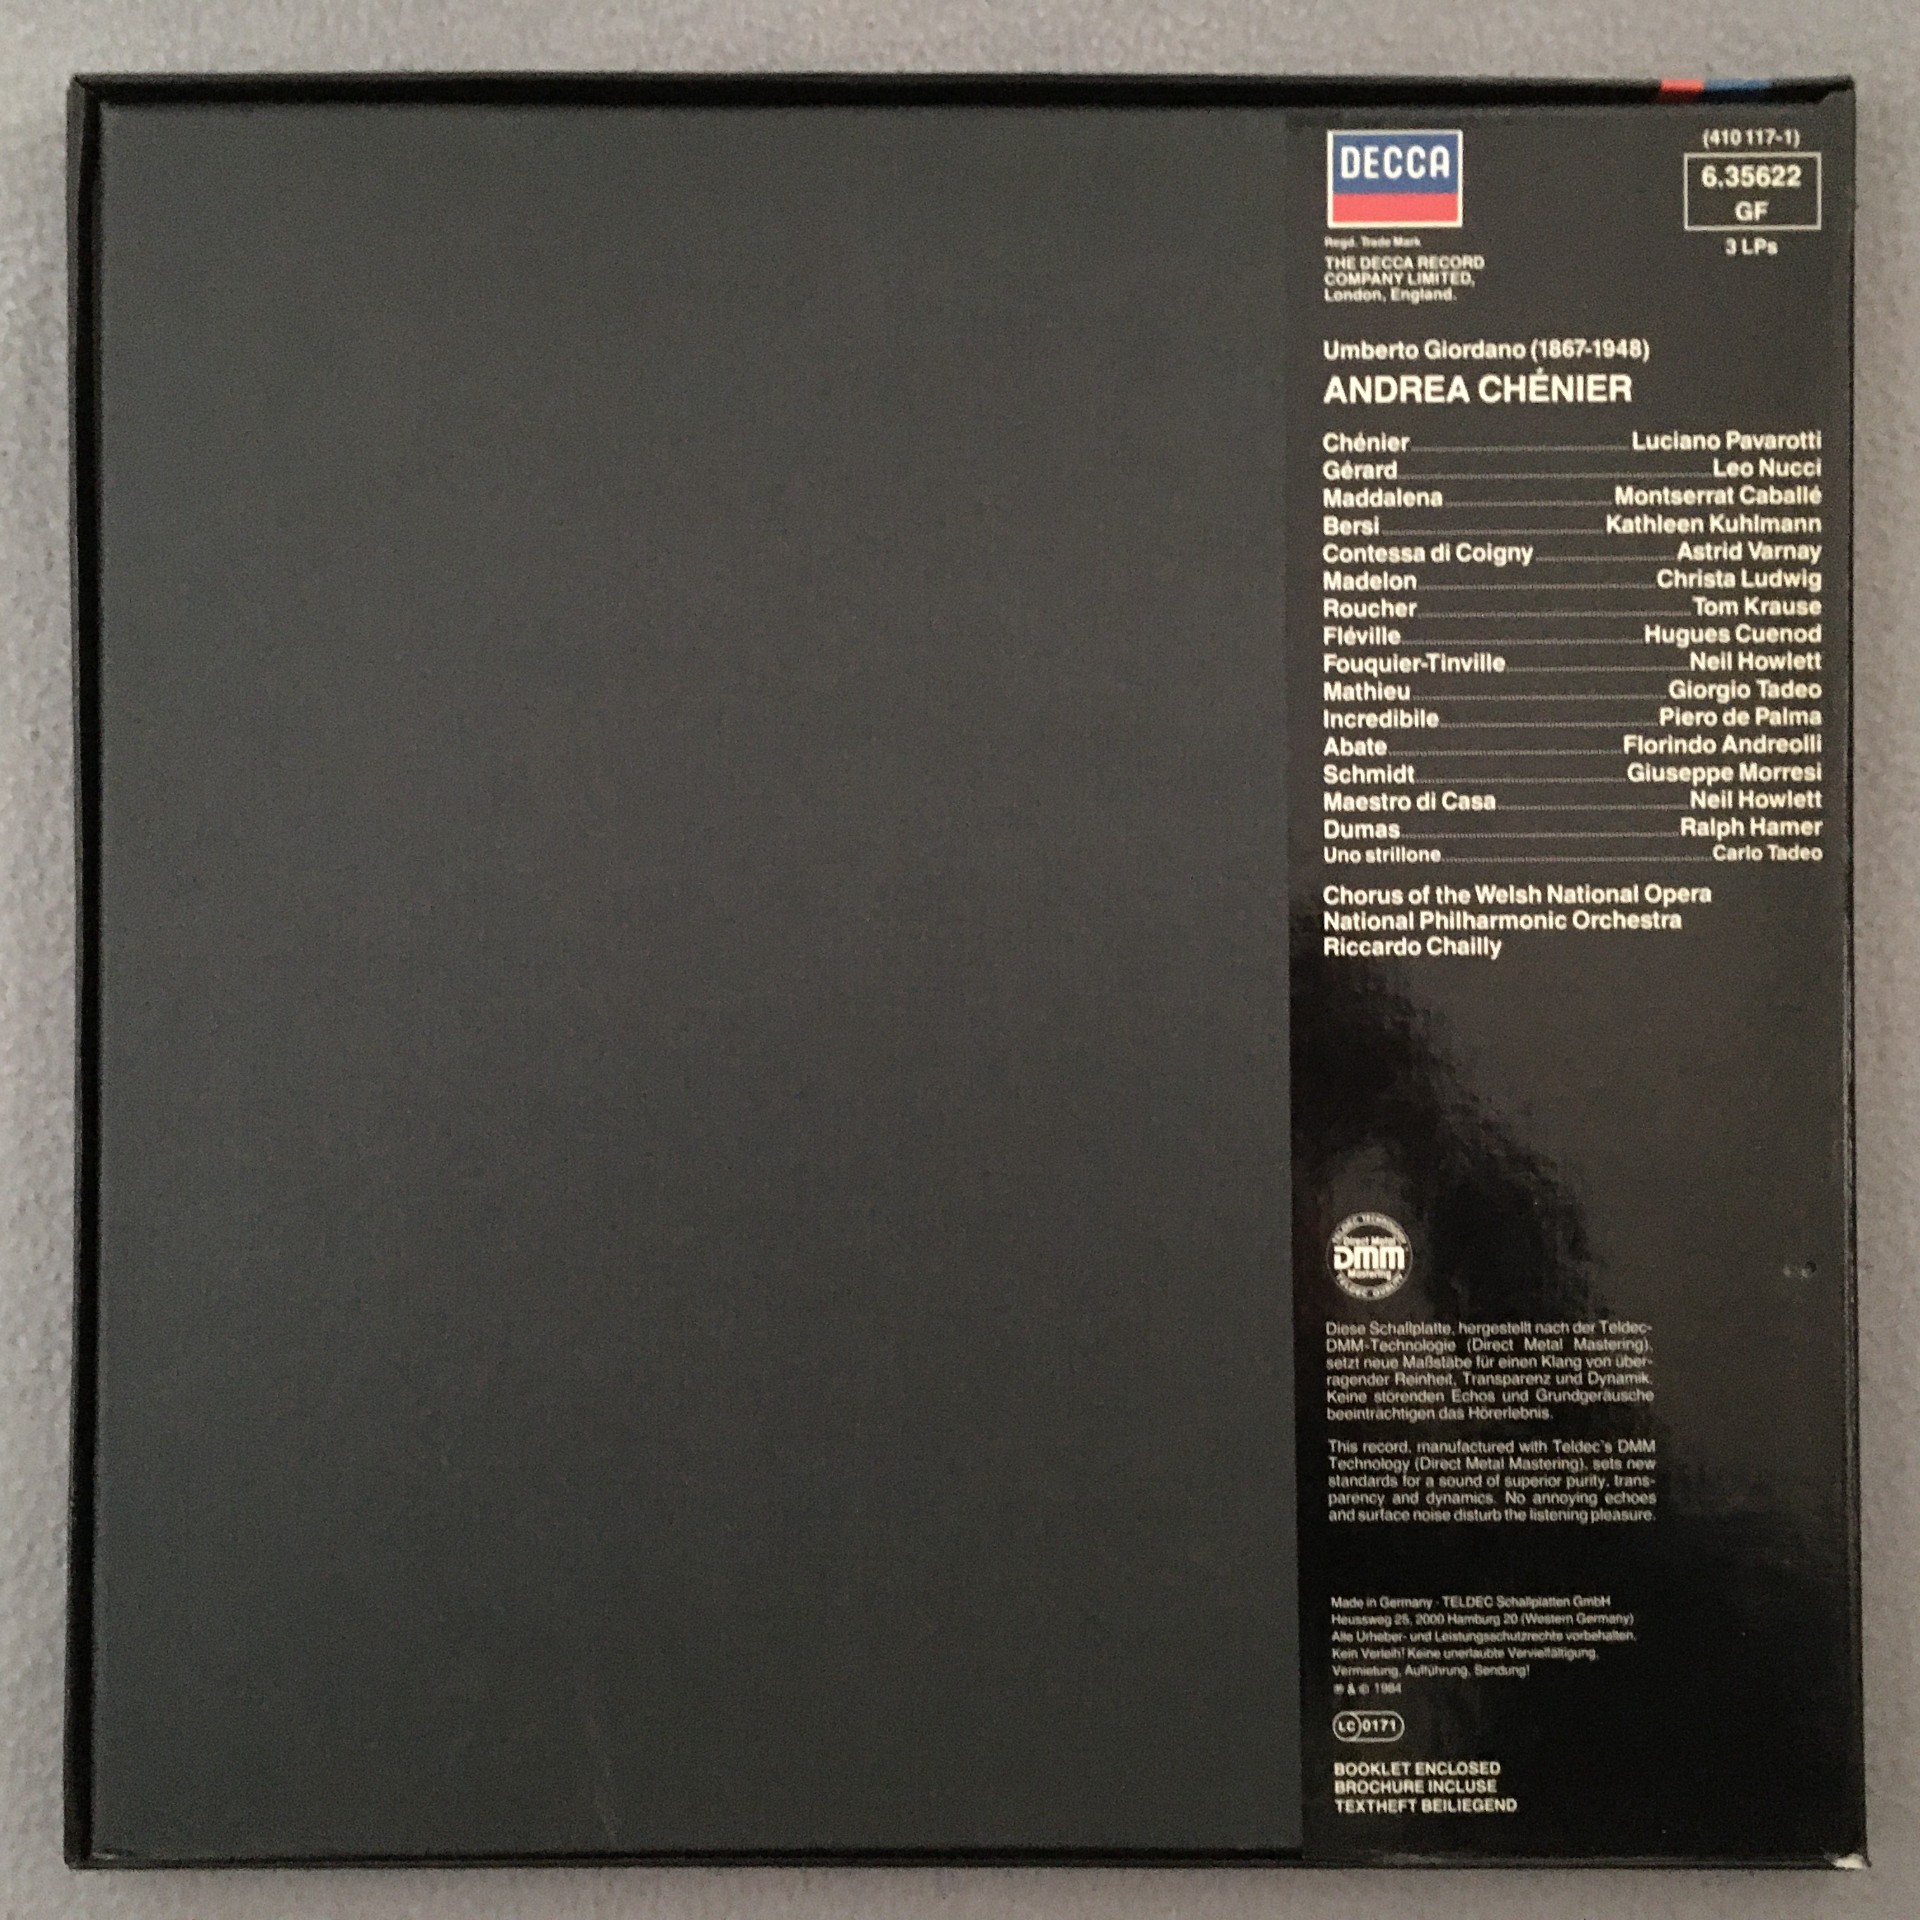 DECCA
(410 117-1)
6.35622
GF
3 LPs
Regd. Trade Mark
THE DECCA RECORD
COMPANY LIMITED,
London, England.
Umberto Giordano (1867-1948)
ANDREA CHÉNIER
Chénier Luciano Pavarotti
Gérard Leo Nucci
Maddalena Montserrat Caballé
Bersi Kathleen Kuhlmann
Contessa di Coigny Astrid Varnay
Madelon Christa Ludwig
Roucher Tom Krause
Fléville Hugues Cuenod
Fouquier-Tinville Neil Howlett
Mathieu Giorgio Tadeo
Incredibile Piero de Palma
Abate Florindo Andreolli
Schmidt Giuseppe Morresi
Maestro di Casa Neil Howlett
Dumas Ralph Hamer
Uno strillone Carlo Tadeo
Chorus of the Welsh National Opera
National Philharmonic Orchestra
Riccardo Chailly
TELDEC TECHNOLOGY
Direct Metal
DMM
Mastering
TELDEC QUALITY
Diese Schallplatte, hergestellt nach der Teldec-
DMM-Technologie (Direct Metal Mastering),
setzt neue Maßstäbe für einen Klang von über-
ragender Reinheit, Transparenz und Dynamik.
Keine störenden Echos und Grundgeräusche
beeinträchtigen das Hörerlebnis.
This record, manufactured with Teldec's DMM
Technology (Direct Metal Mastering), sets new
standards for a sound of superior purity, trans-
parency and dynamics. No annoying echoes
and surface noise disturb the listening pleasure.
Made in Germany · TELDEC Schallplatten GmbH
Heussweg 25, 2000 Hamburg 20 (Western Germany)
Alle Urheber- und Leistungsschutzrechte vorbehalten.
Kein Verleih! Keine unerlaubte Vervielfältigung,
Vermietung, Aufführung, Sendung!
℗ & © 1984
LC 0171
BOOKLET ENCLOSED
BROCHURE INCLUSE
TEXTHEFT BEILIEGEND